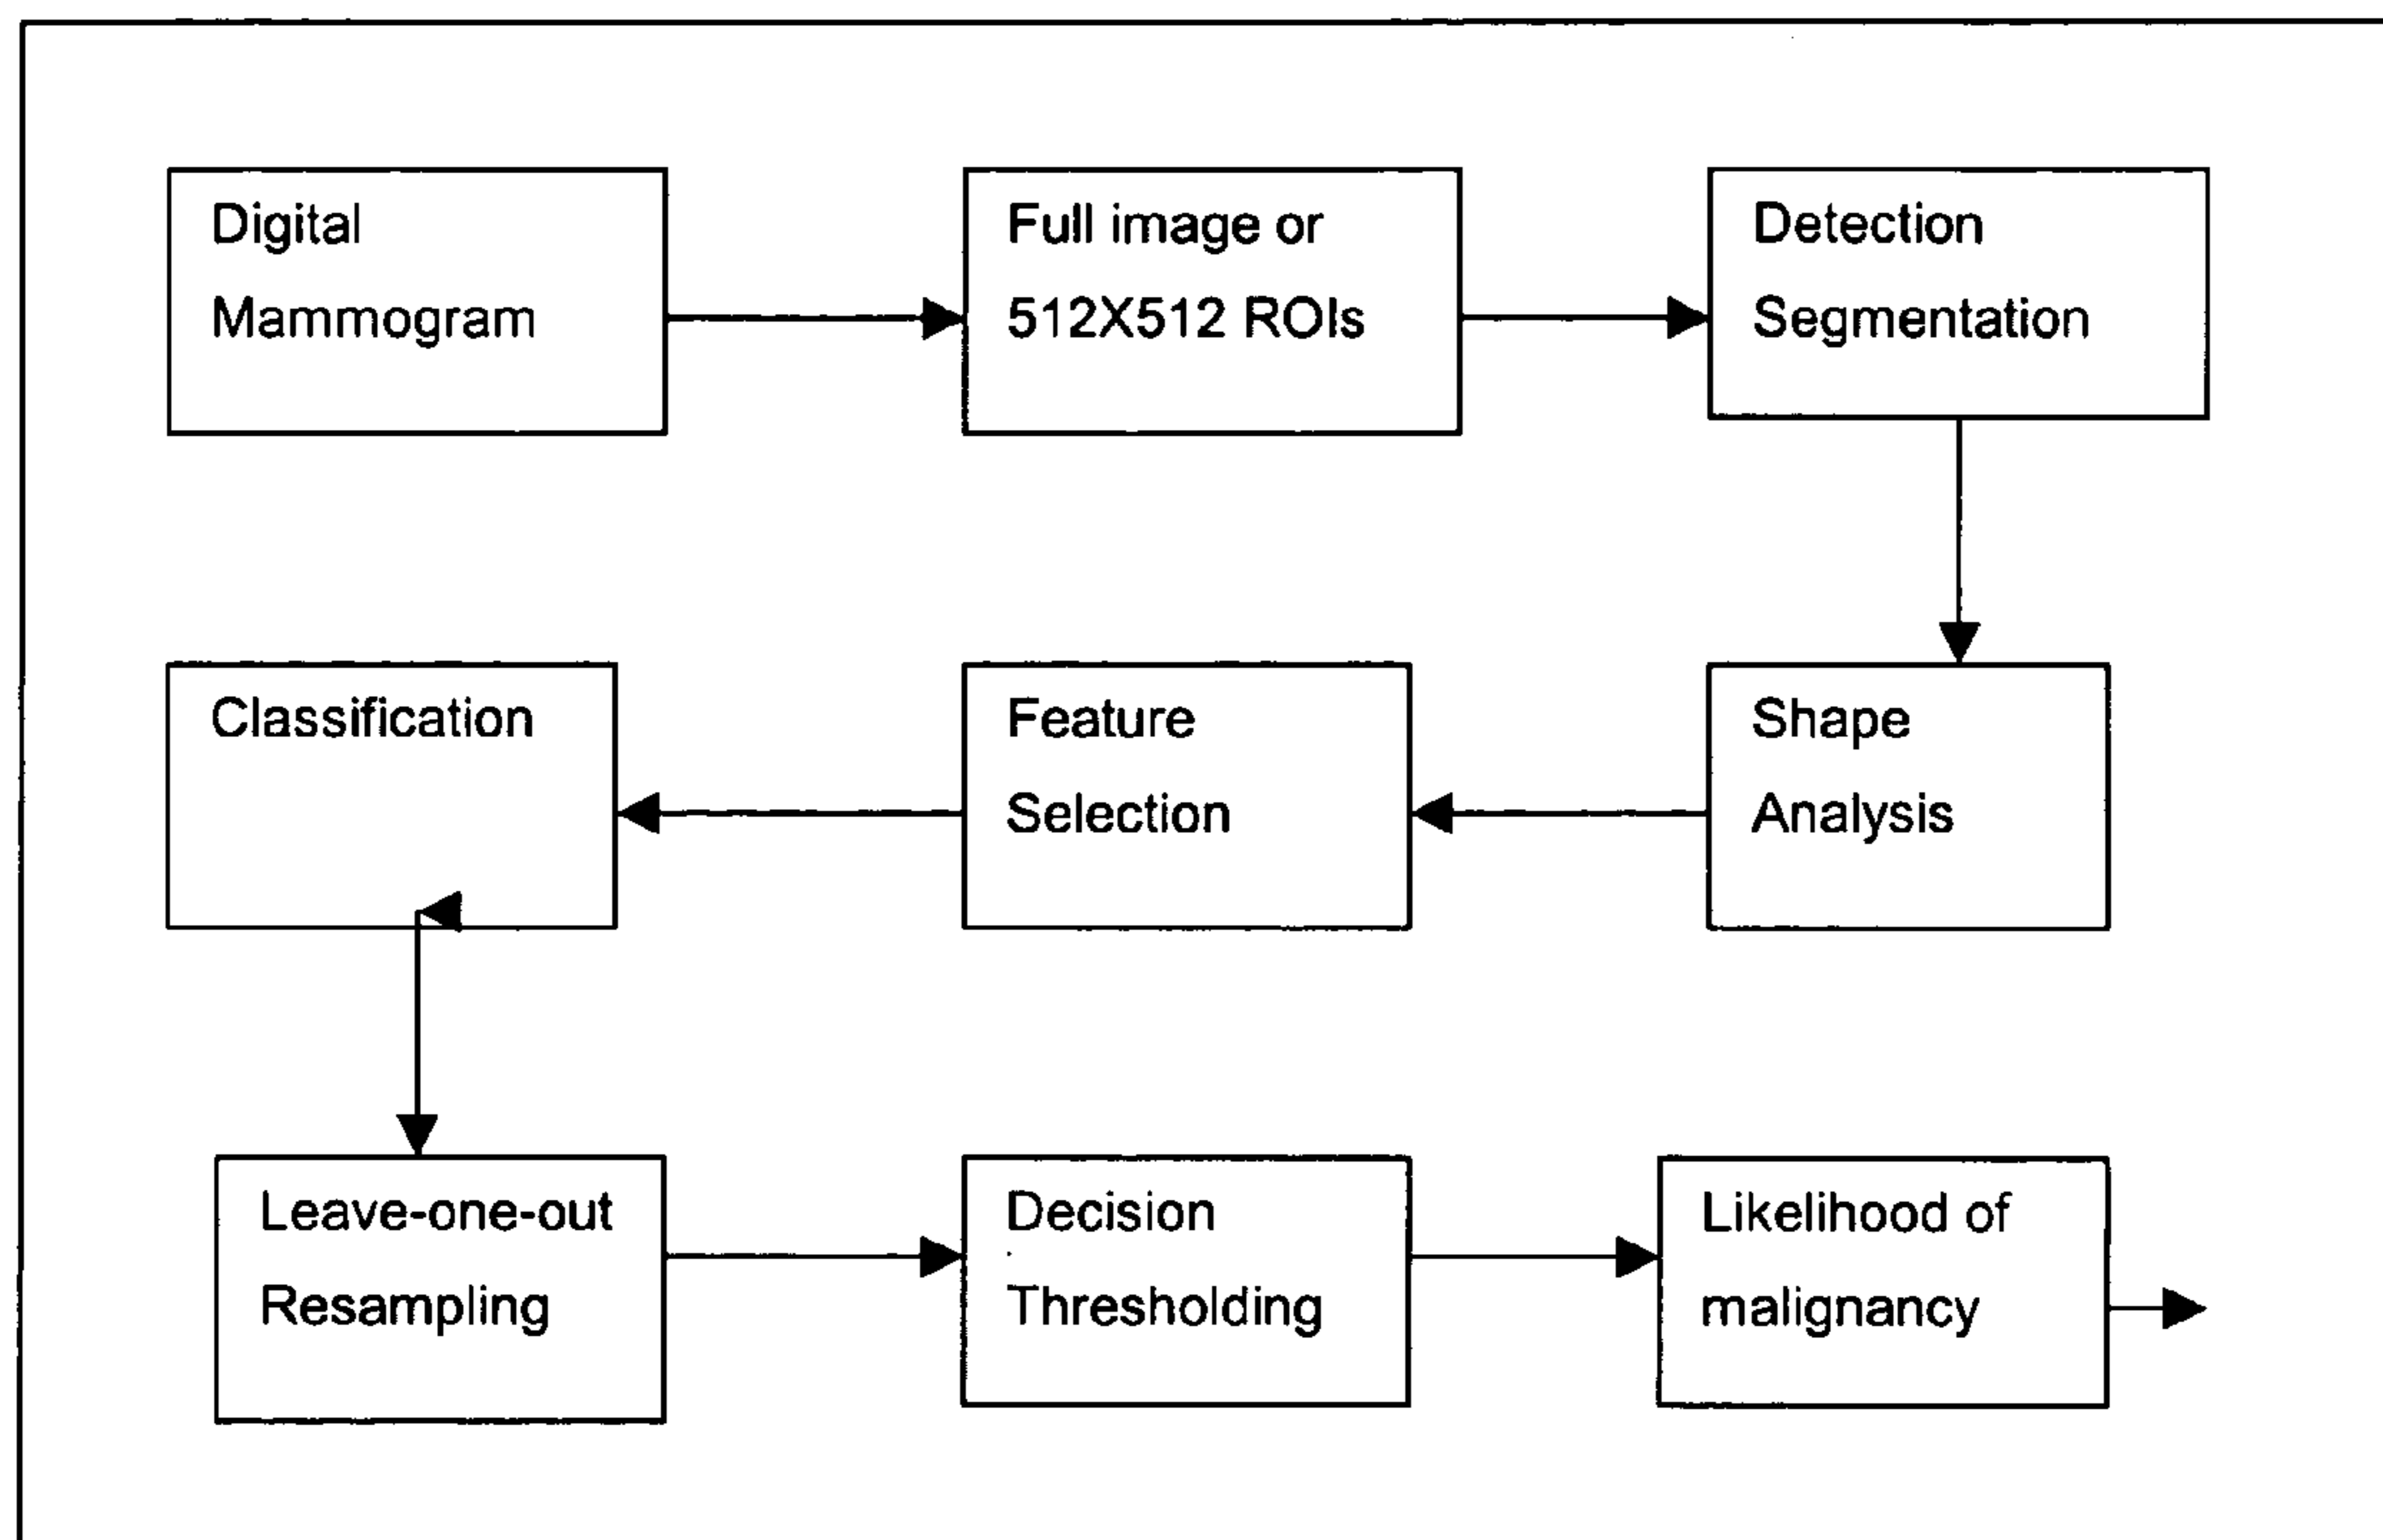 Digital
Mammogram
Full image or
512X512 ROIs
Detection
Segmentation
Shape
Analysis
Feature
Selection
Classification
Leave-one-out
Resampling
Decision
Thresholding
Likelihood of
malignancy